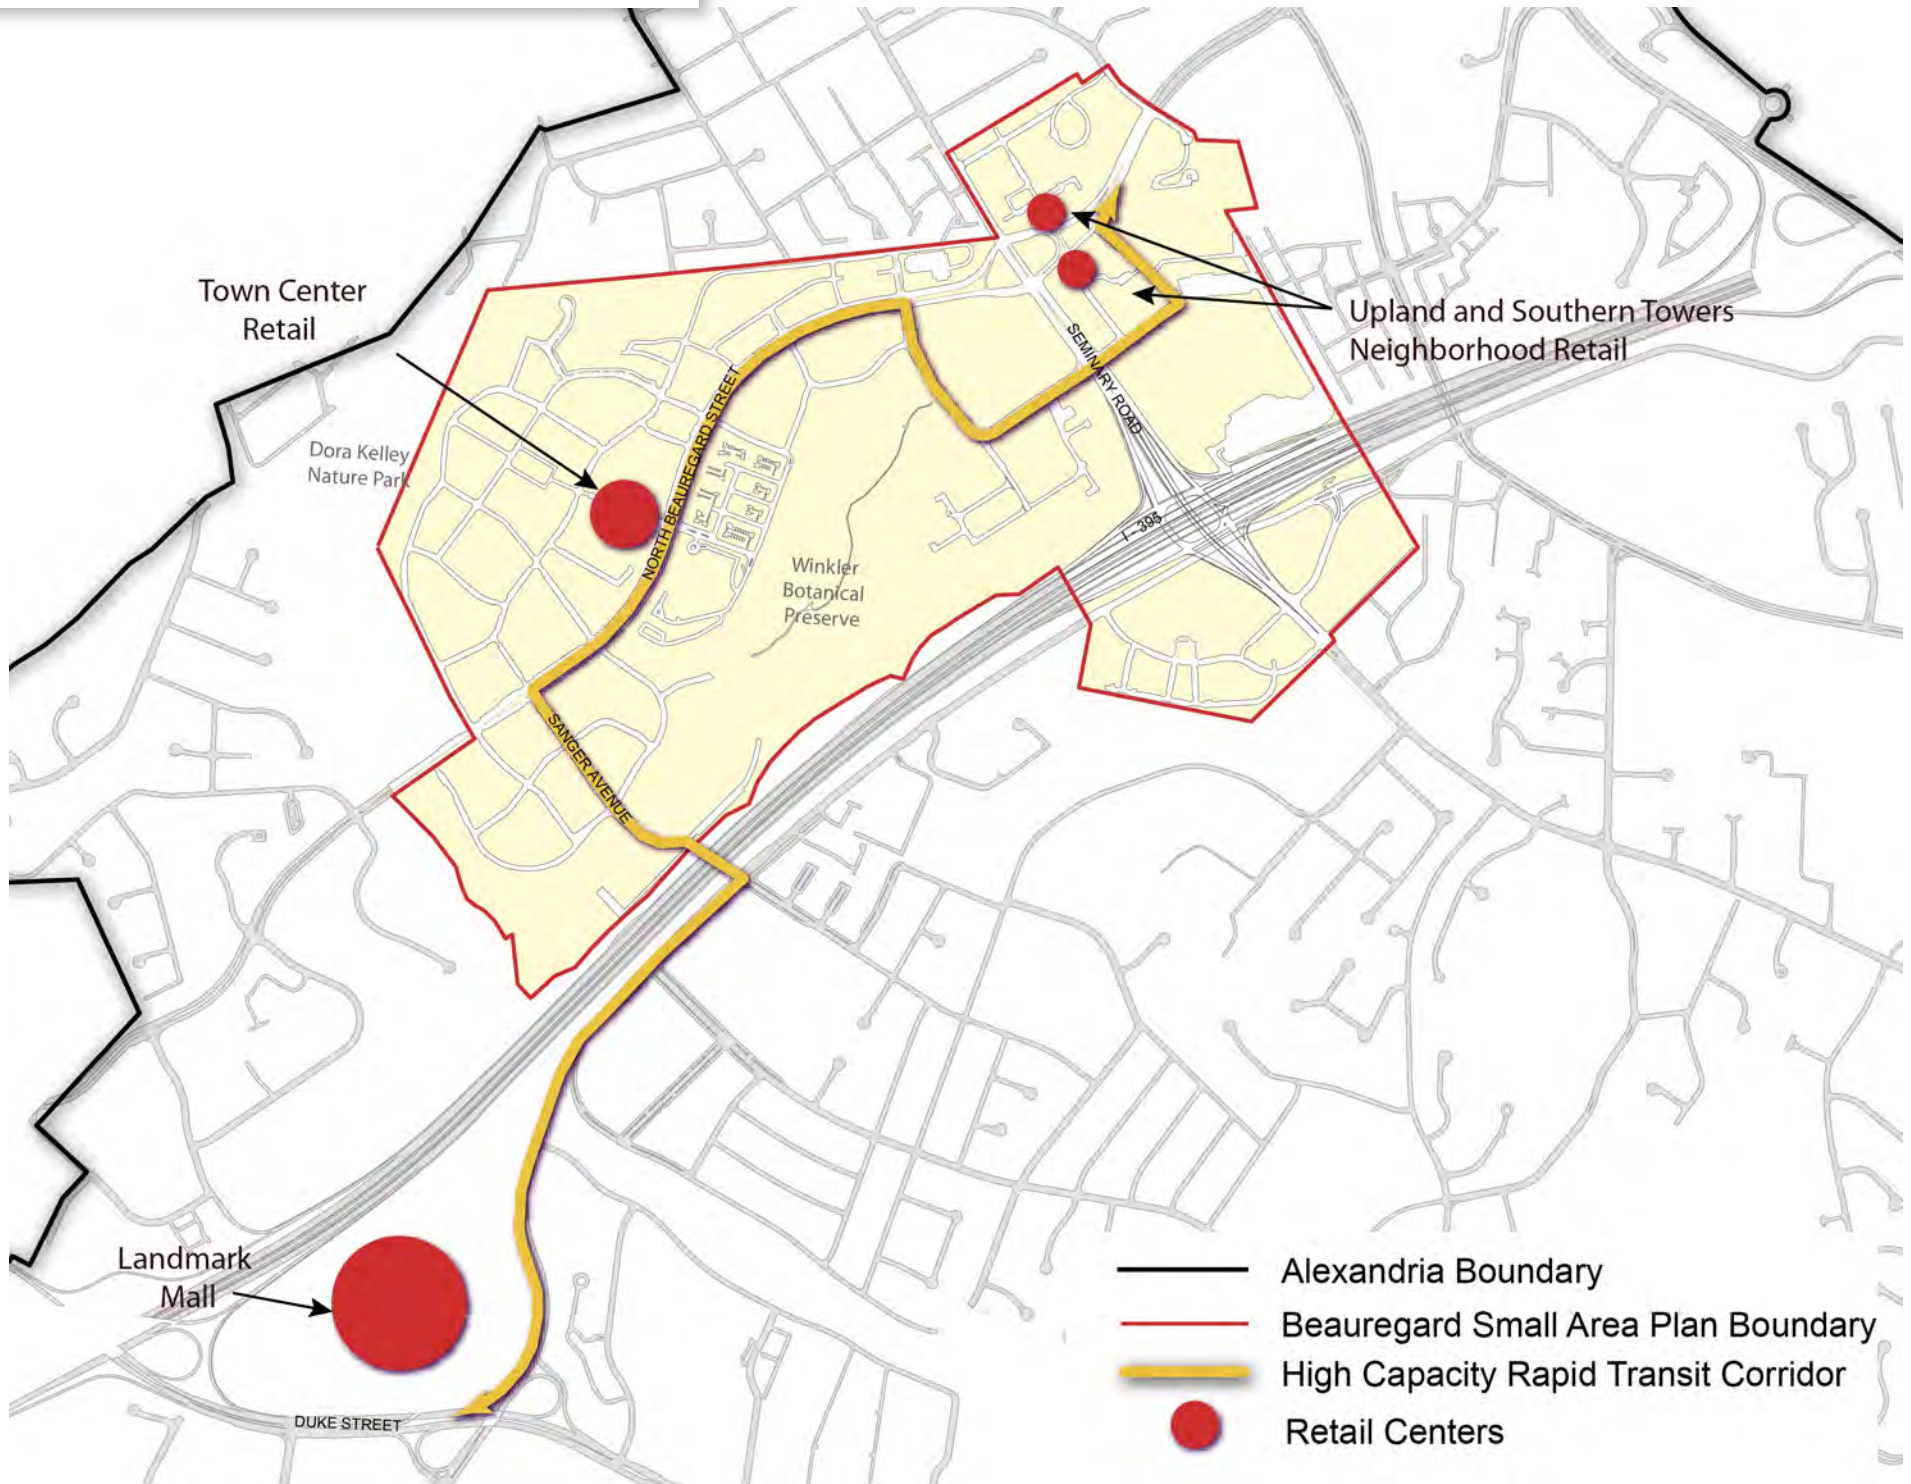 Town Center
Retail
Upland and Southern Towers
Neighborhood Retail
SEMINARY ROAD
NORTH BEAUREGARD STREET
Dora Kelley
Nature Park
I - 395
Winkler
Botanical
Preserve
SANGER AVENUE
Landmark
Mall
DUKE STREET
Alexandria Boundary
Beauregard Small Area Plan Boundary
High Capacity Rapid Transit Corridor
Retail Centers